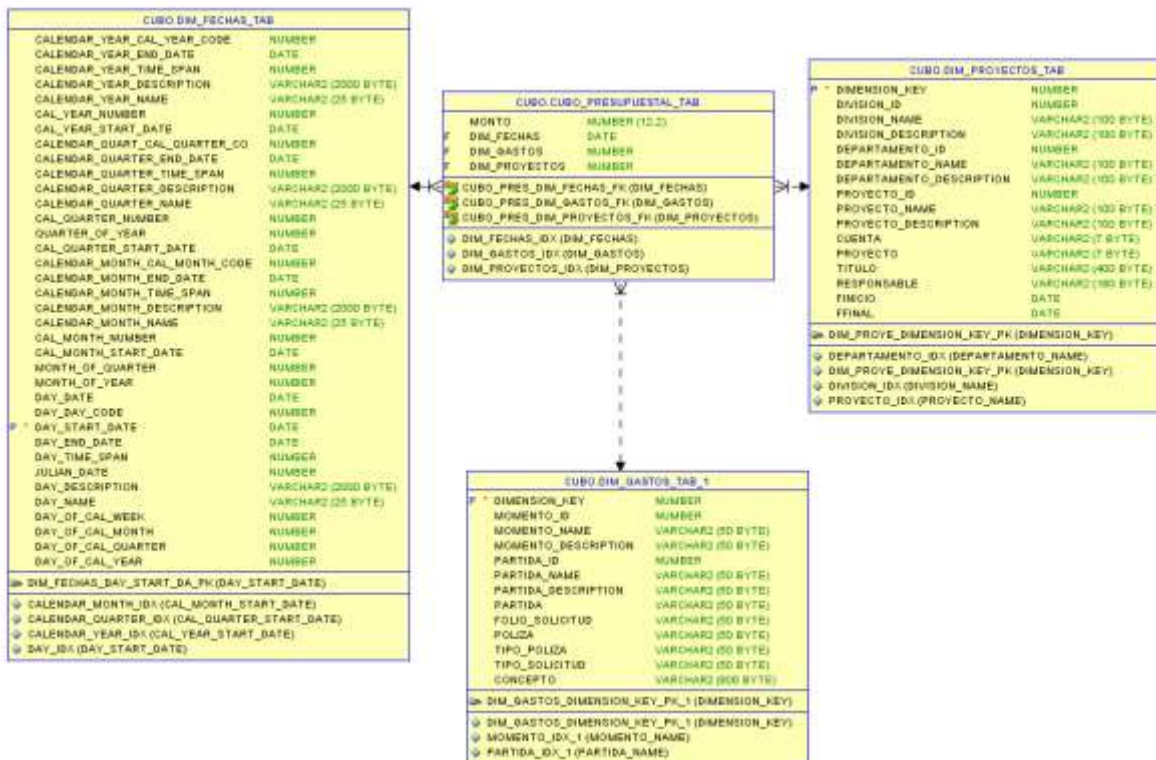 CUBO.DIM_FECHAS_TAB
CALENDAR_YEAR_CAL_YEAR_CODE NUMBER
CALENDAR_YEAR_END_DATE DATE
CALENDAR_YEAR_TIME_SPAN NUMBER
CALENDAR_YEAR_DESCRIPTION VARCHAR2 (2000 BYTE)
CALENDAR_YEAR_NAME VARCHAR2 (25 BYTE)
CAL_YEAR_NUMBER NUMBER
CAL_YEAR_START_DATE DATE
CALENDAR_QUART_CAL_QUARTER_CO NUMBER
CALENDAR_QUARTER_END_DATE DATE
CALENDAR_QUARTER_TIME_SPAN NUMBER
CALENDAR_QUARTER_DESCRIPTION VARCHAR2 (2000 BYTE)
CALENDAR_QUARTER_NAME VARCHAR2 (25 BYTE)
CAL_QUARTER_NUMBER NUMBER
QUARTER_OF_YEAR NUMBER
CAL_QUARTER_START_DATE DATE
CALENDAR_MONTH_CAL_MONTH_CODE NUMBER
CALENDAR_MONTH_END_DATE DATE
CALENDAR_MONTH_TIME_SPAN NUMBER
CALENDAR_MONTH_DESCRIPTION VARCHAR2 (2000 BYTE)
CALENDAR_MONTH_NAME VARCHAR2 (25 BYTE)
CAL_MONTH_NUMBER NUMBER
CAL_MONTH_START_DATE DATE
MONTH_OF_QUARTER NUMBER
MONTH_OF_YEAR NUMBER
DAY_DATE DATE
DAY_DAY_CODE NUMBER
P * DAY_START_DATE DATE
DAY_END_DATE DATE
DAY_TIME_SPAN NUMBER
JULIAN_DATE NUMBER
DAY_DESCRIPTION VARCHAR2 (2000 BYTE)
DAY_NAME VARCHAR2 (25 BYTE)
DAY_OF_CAL_WEEK NUMBER
DAY_OF_CAL_MONTH NUMBER
DAY_OF_CAL_QUARTER NUMBER
DAY_OF_CAL_YEAR NUMBER
DIM_FECHAS_DAY_START_DA_PK (DAY_START_DATE)
CALENDAR_MONTH_IDX (CAL_MONTH_START_DATE)
CALENDAR_QUARTER_IDX (CAL_QUARTER_START_DATE)
CALENDAR_YEAR_IDX (CAL_YEAR_START_DATE)
DAY_IDX (DAY_START_DATE)
CUBO.CUBO_PRESUPUESTAL_TAB
MONTO NUMBER (12,2)
F DIM_FECHAS DATE
F DIM_GASTOS NUMBER
F DIM_PROYECTOS NUMBER
CUBO_PRES_DIM_FECHAS_FK (DIM_FECHAS)
CUBO_PRES_DIM_GASTOS_FK (DIM_GASTOS)
CUBO_PRES_DIM_PROYECTOS_FK (DIM_PROYECTOS)
DIM_FECHAS_IDX (DIM_FECHAS)
DIM_GASTOS_IDX (DIM_GASTOS)
DIM_PROYECTOS_IDX (DIM_PROYECTOS)
CUBO.DIM_PROYECTOS_TAB
P * DIMENSION_KEY NUMBER
DIVISION_ID NUMBER
DIVISION_NAME VARCHAR2 (100 BYTE)
DIVISION_DESCRIPTION VARCHAR2 (100 BYTE)
DEPARTAMENTO_ID NUMBER
DEPARTAMENTO_NAME VARCHAR2 (100 BYTE)
DEPARTAMENTO_DESCRIPTION VARCHAR2 (100 BYTE)
PROYECTO_ID NUMBER
PROYECTO_NAME VARCHAR2 (100 BYTE)
PROYECTO_DESCRIPTION VARCHAR2 (100 BYTE)
CUENTA VARCHAR2 (7 BYTE)
PROYECTO VARCHAR2 (7 BYTE)
TITULO VARCHAR2 (400 BYTE)
RESPONSABLE VARCHAR2 (100 BYTE)
FINICIO DATE
FFINAL DATE
DIM_PROYE_DIMENSION_KEY_PK (DIMENSION_KEY)
DEPARTAMENTO_IDX (DEPARTAMENTO_NAME)
DIM_PROYE_DIMENSION_KEY_PK (DIMENSION_KEY)
DIVISION_IDX (DIVISION_NAME)
PROYECTO_IDX (PROYECTO_NAME)
CUBO.DIM_GASTOS_TAB_1
P * DIMENSION_KEY NUMBER
MOMENTO_ID NUMBER
MOMENTO_NAME VARCHAR2 (50 BYTE)
MOMENTO_DESCRIPTION VARCHAR2 (50 BYTE)
PARTIDA_ID NUMBER
PARTIDA_NAME VARCHAR2 (50 BYTE)
PARTIDA_DESCRIPTION VARCHAR2 (50 BYTE)
PARTIDA VARCHAR2 (50 BYTE)
FOLIO_SOLICITUD VARCHAR2 (50 BYTE)
POLIZA VARCHAR2 (50 BYTE)
TIPO_POLIZA VARCHAR2 (50 BYTE)
TIPO_SOLICITUD VARCHAR2 (50 BYTE)
CONCEPTO VARCHAR2 (800 BYTE)
DIM_GASTOS_DIMENSION_KEY_PK_1 (DIMENSION_KEY)
DIM_GASTOS_DIMENSION_KEY_PK_1 (DIMENSION_KEY)
MOMENTO_IDX_1 (MOMENTO_NAME)
PARTIDA_IDX_1 (PARTIDA_NAME)